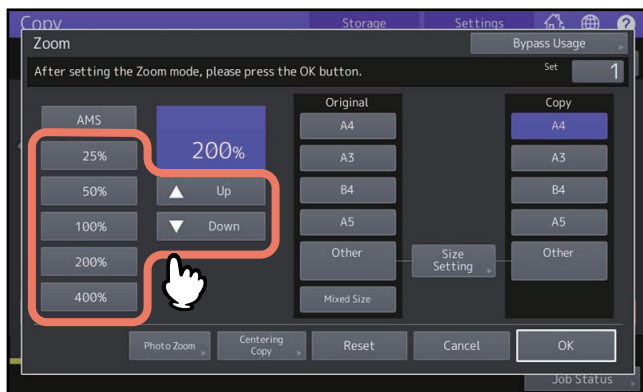 Copy
Storage
Settings
?
Zoom
Bypass Usage
After setting the Zoom mode, please press the OK button.
Set
1
AMS
25%
50%
100%
200%
400%
200%
Up
Down
Original
A4
A3
B4
A5
Other
Mixed Size
Size
Setting
Copy
A4
A3
B4
A5
Other
Photo Zoom
Centering
Copy
Reset
Cancel
OK
Job Status